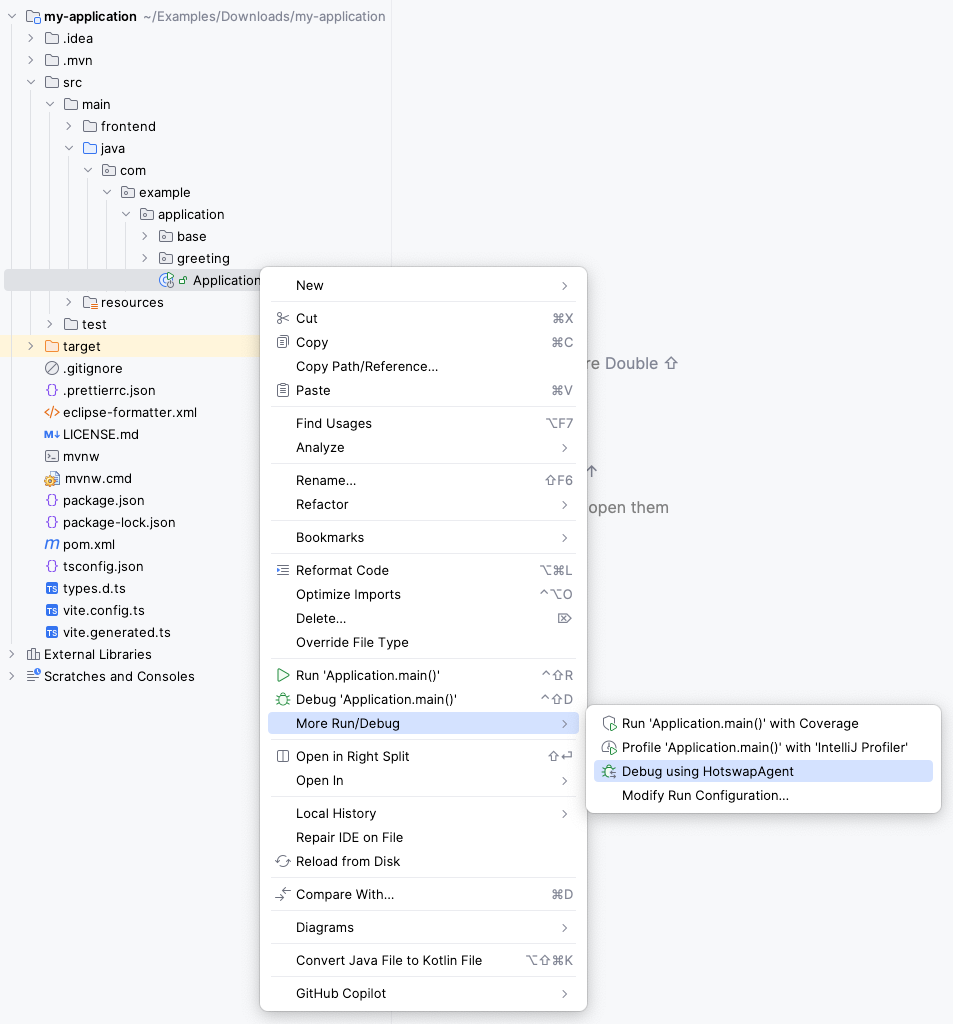 my-application ~/Examples/Downloads/my-application
.idea
.mvn
src
main
frontend
java
com
example
application
base
greeting
Application
resources
test
target
.gitignore
.prettierrc.json
eclipse-formatter.xml
LICENSE.md
mvnw
mvnw.cmd
package.json
package-lock.json
pom.xml
tsconfig.json
types.d.ts
vite.config.ts
vite.generated.ts
External Libraries
Scratches and Consoles
New
Cut ⌘X
Copy ⌘C
Copy Path/Reference...
Paste ⌘V
Find Usages ⌥F7
Analyze
Rename... ⇧F6
Refactor
Bookmarks
Reformat Code ⌥⌘L
Optimize Imports ^⌥O
Delete... ⌦
Override File Type
Run 'Application.main()' ^⇧R
Debug 'Application.main()' ^⇧D
More Run/Debug
Open in Right Split ⇧⏎
Open In
Local History
Repair IDE on File
Reload from Disk
Compare With... ⌘D
Diagrams
Convert Java File to Kotlin File ⌥⇧⌘K
GitHub Copilot
Run 'Application.main()' with Coverage
Profile 'Application.main()' with 'IntelliJ Profiler'
Debug using HotswapAgent
Modify Run Configuration...
re Double ⇧
↑
open them